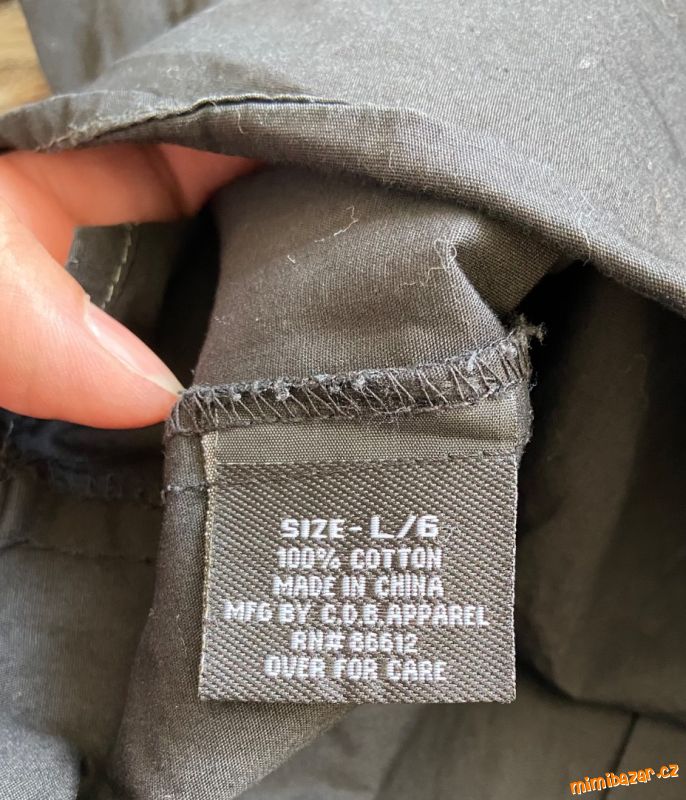 SIZE- L/6
100% COTTON
MADE IN CHINA
MFG BY C.O.B. APPAREL
RN# 86612
OVER FOR CARE
mimibazar.cz